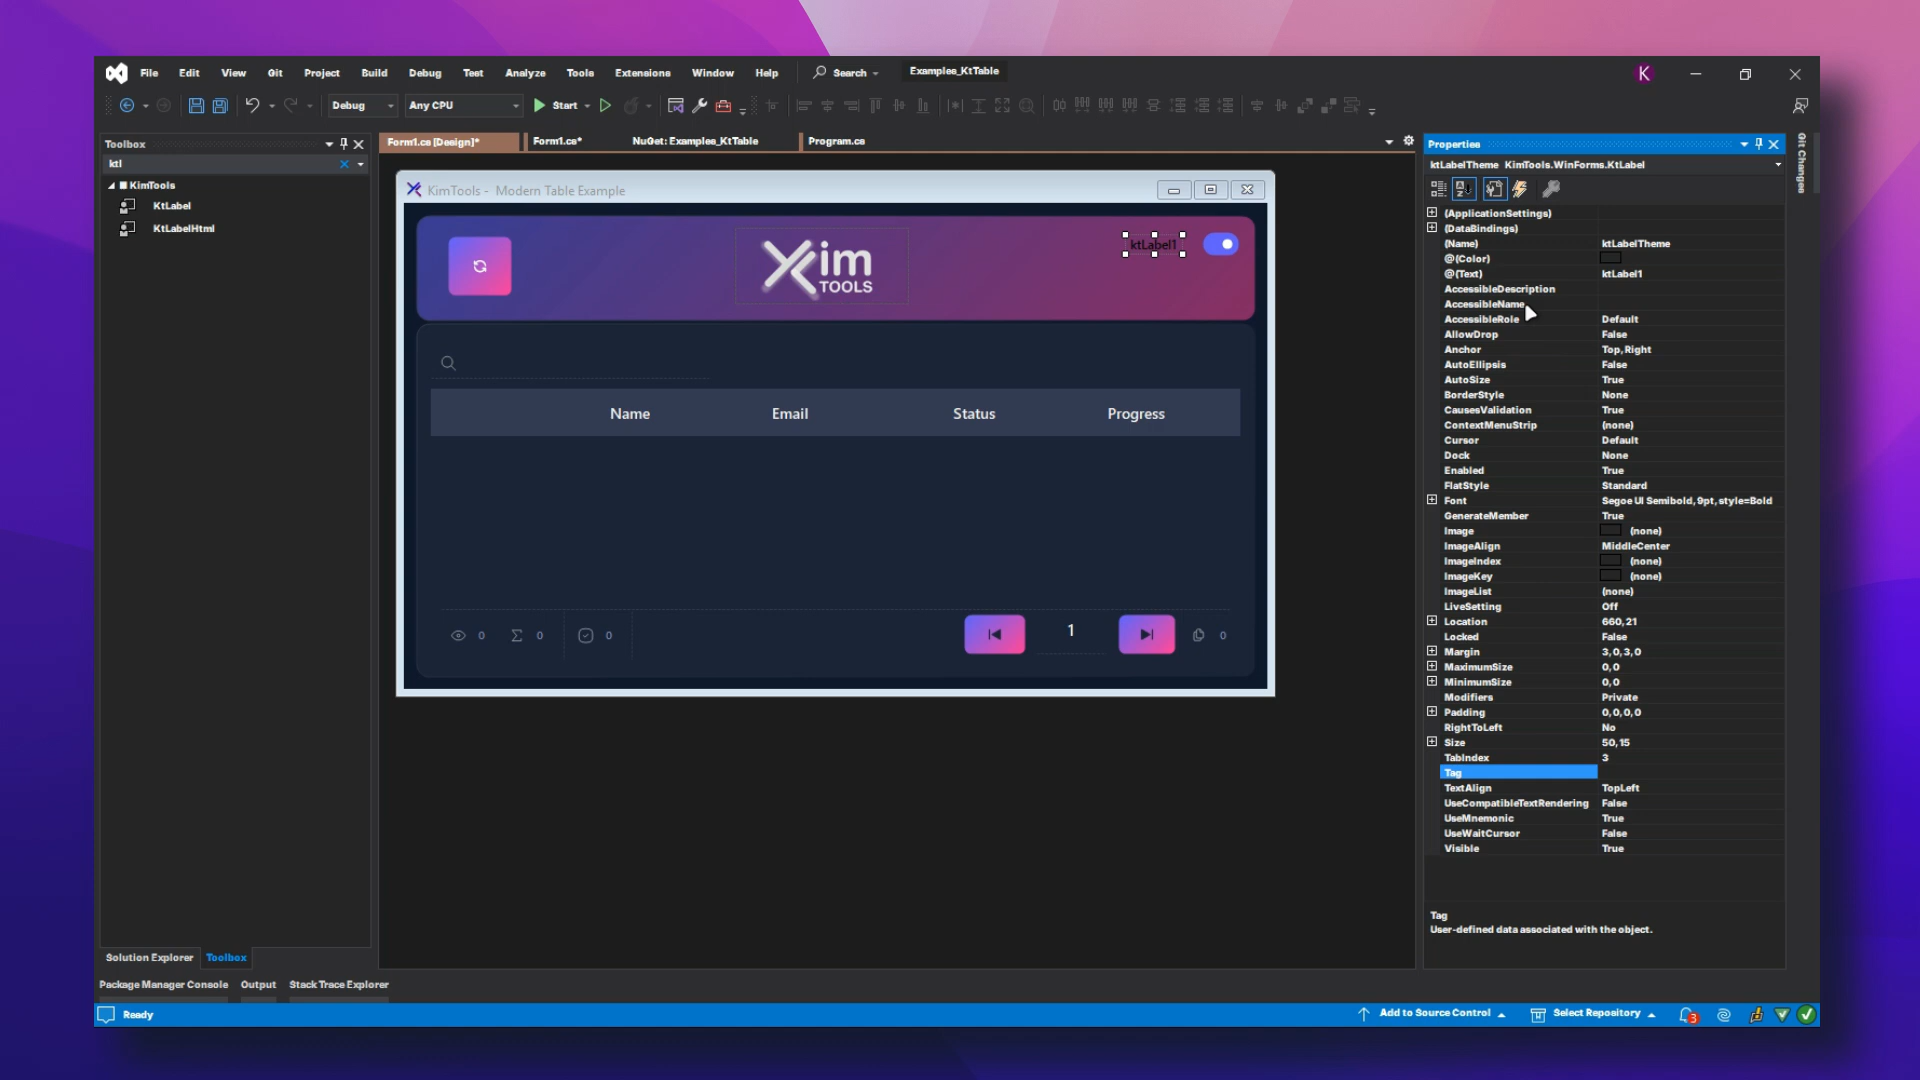 File Edit View Git Project Build Debug Test Analyze Tools Extensions Window Help Search Examples_KtTable K
Debug Any CPU Start
Toolbox
ktl
KimTools
KtLabel
KtLabelHtml
Form1.cs [Design]* Form1.cs* NuGet: Examples_KtTable Program.cs
KimTools - Modern Table Example
Kim
TOOLS
ktLabel1
Name Email Status Progress
0 0 0 1 0
Properties
ktLabelTheme KimTools.WinForms.KtLabel
(ApplicationSettings)
(DataBindings)
(Name) ktLabelTheme
@(Color)
@(Text) ktLabel1
AccessibleDescription
AccessibleName
AccessibleRole Default
AllowDrop False
Anchor Top, Right
AutoEllipsis False
AutoSize True
BorderStyle None
CausesValidation True
ContextMenuStrip (none)
Cursor Default
Dock None
Enabled True
FlatStyle Standard
Font Segoe UI Semibold, 9pt, style=Bold
GenerateMember True
Image (none)
ImageAlign MiddleCenter
ImageIndex (none)
ImageKey (none)
ImageList (none)
LiveSetting Off
Location 660, 21
Locked False
Margin 3, 0, 3, 0
MaximumSize 0, 0
MinimumSize 0, 0
Modifiers Private
Padding 0, 0, 0, 0
RightToLeft No
Size 50, 15
TabIndex 3
Tag
TextAlign TopLeft
UseCompatibleTextRendering False
UseMnemonic True
UseWaitCursor False
Visible True
Tag
User-defined data associated with the object.
Git Changes
Solution Explorer Toolbox
Package Manager Console Output Stack Trace Explorer
Ready Add to Source Control Select Repository 3